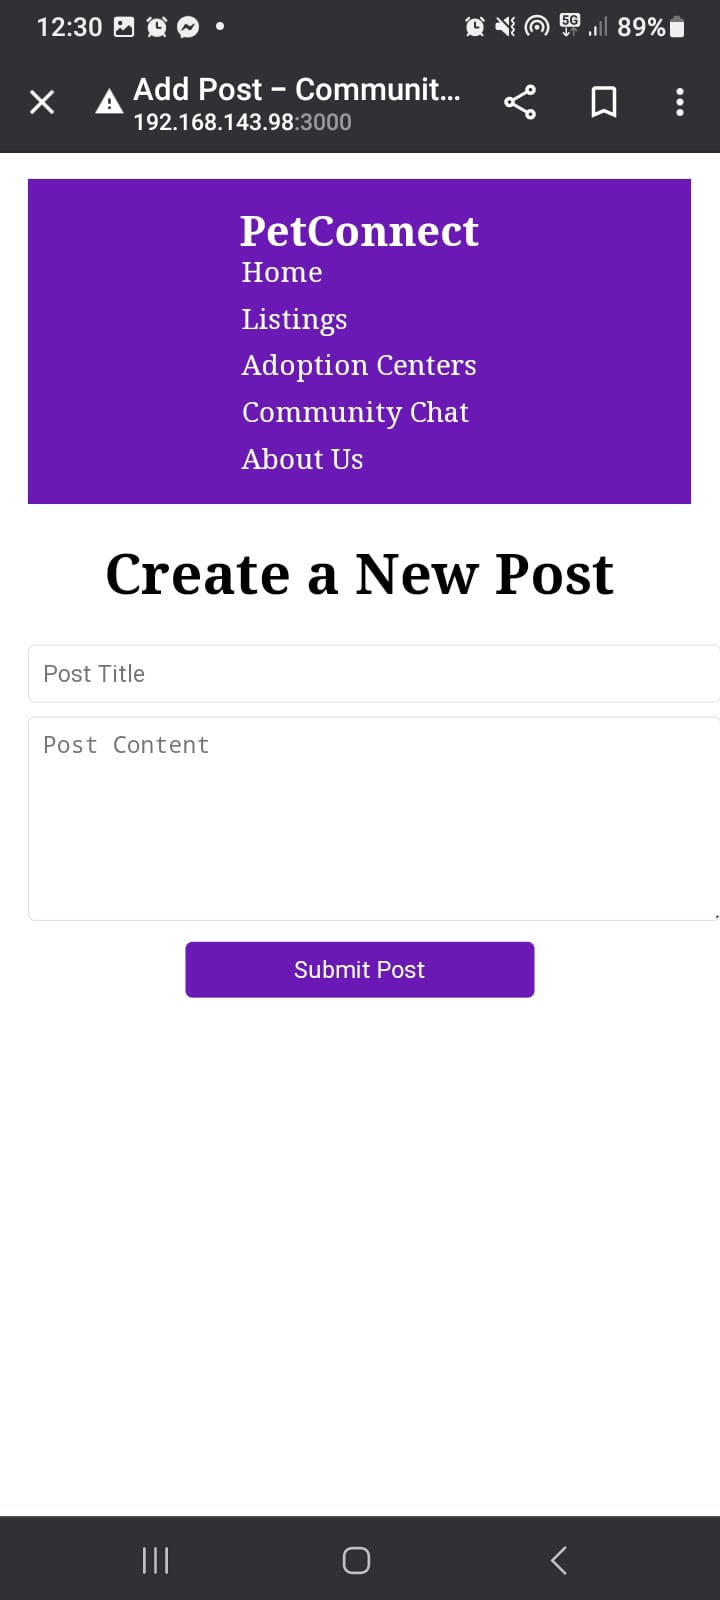 12:30
5G
89%
Add Post – Communit...
192.168.143.98:3000
PetConnect
Home
Listings
Adoption Centers
Community Chat
About Us
Create a New Post
Post Title
Post Content
Submit Post